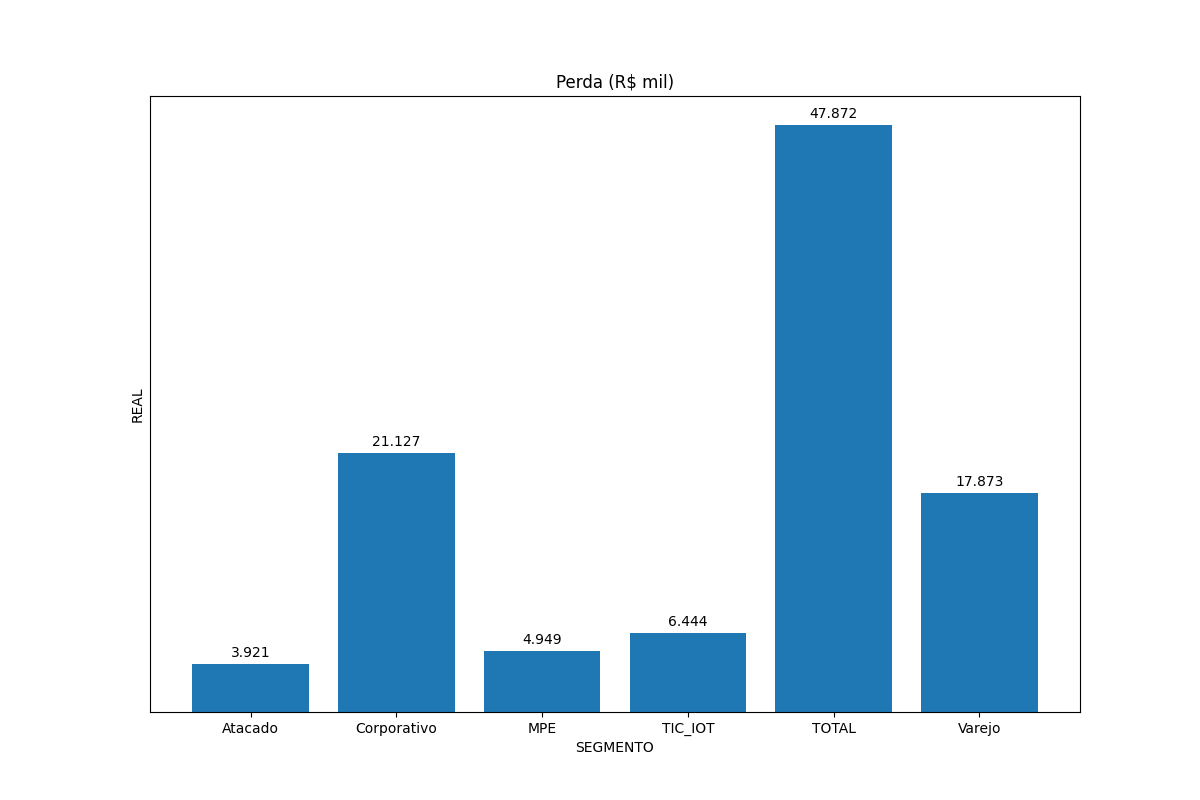 Perda (R$ mil)
47.872
21.127
17.873
6.444
4.949
3.921
REAL
Atacado Corporativo MPE TIC_IOT TOTAL Varejo
SEGMENTO